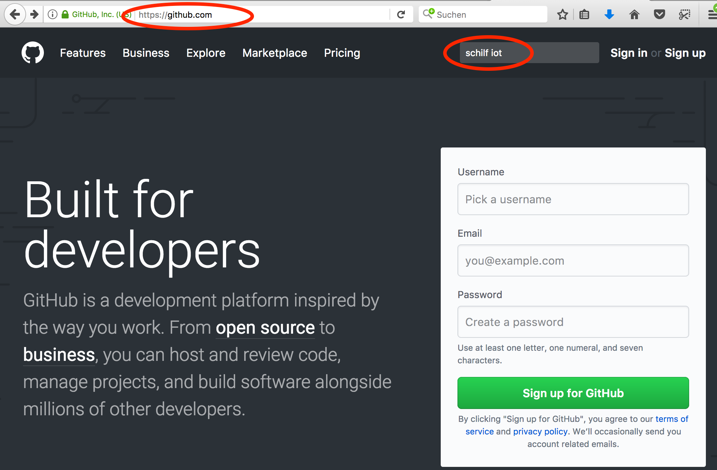 GitHub, Inc. (US) https://github.com Suchen
Features Business Explore Marketplace Pricing schilf iot Sign in or Sign up
Built for
developers
GitHub is a development platform inspired by
the way you work. From open source to
business, you can host and review code,
manage projects, and build software alongside
millions of other developers.
Username
Pick a username
Email
you@example.com
Password
Create a password
Use at least one letter, one numeral, and seven
characters.
Sign up for GitHub
By clicking "Sign up for GitHub", you agree to our terms of
service and privacy policy. We'll occasionally send you
account related emails.